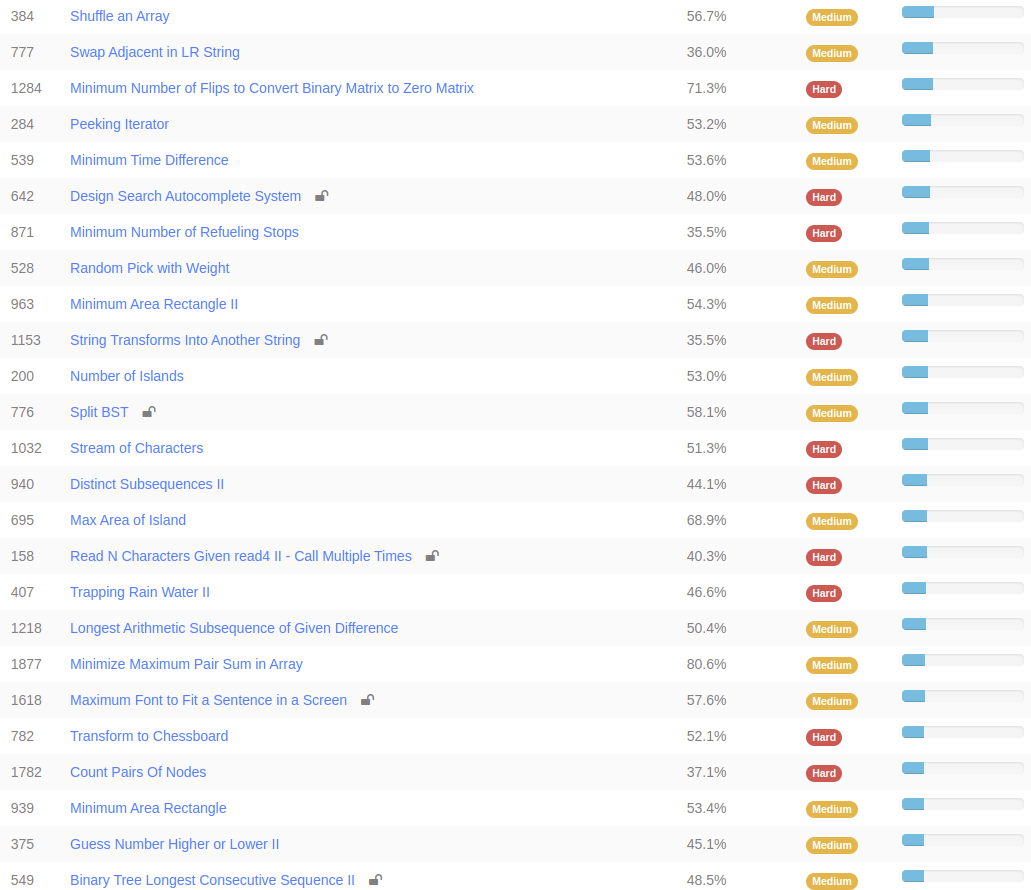 384 Shuffle an Array 56.7% Medium
777 Swap Adjacent in LR String 36.0% Medium
1284 Minimum Number of Flips to Convert Binary Matrix to Zero Matrix 71.3% Hard
284 Peeking Iterator 53.2% Medium
539 Minimum Time Difference 53.6% Medium
642 Design Search Autocomplete System 48.0% Hard
871 Minimum Number of Refueling Stops 35.5% Hard
528 Random Pick with Weight 46.0% Medium
963 Minimum Area Rectangle II 54.3% Medium
1153 String Transforms Into Another String 35.5% Hard
200 Number of Islands 53.0% Medium
776 Split BST 58.1% Medium
1032 Stream of Characters 51.3% Hard
940 Distinct Subsequences II 44.1% Hard
695 Max Area of Island 68.9% Medium
158 Read N Characters Given read4 II - Call Multiple Times 40.3% Hard
407 Trapping Rain Water II 46.6% Hard
1218 Longest Arithmetic Subsequence of Given Difference 50.4% Medium
1877 Minimize Maximum Pair Sum in Array 80.6% Medium
1618 Maximum Font to Fit a Sentence in a Screen 57.6% Medium
782 Transform to Chessboard 52.1% Hard
1782 Count Pairs Of Nodes 37.1% Hard
939 Minimum Area Rectangle 53.4% Medium
375 Guess Number Higher or Lower II 45.1% Medium
549 Binary Tree Longest Consecutive Sequence II 48.5% Medium